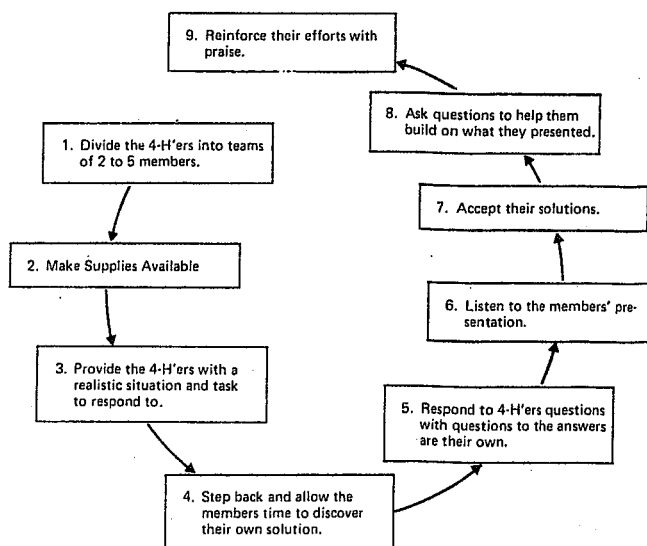 1. Divide the 4-H'ers into teams
of 2 to 5 members.
2. Make Supplies Available
3. Provide the 4-H'ers with a
realistic situation and task
to respond to.
4. Step back and allow the
members time to discover
their own solution.
5. Respond to 4-H'ers questions
with questions to the answers
are their own.
6. Listen to the members' pre-
sentation.
7. Accept their solutions.
8. Ask questions to help them
build on what they presented.
9. Reinforce their efforts with
praise.